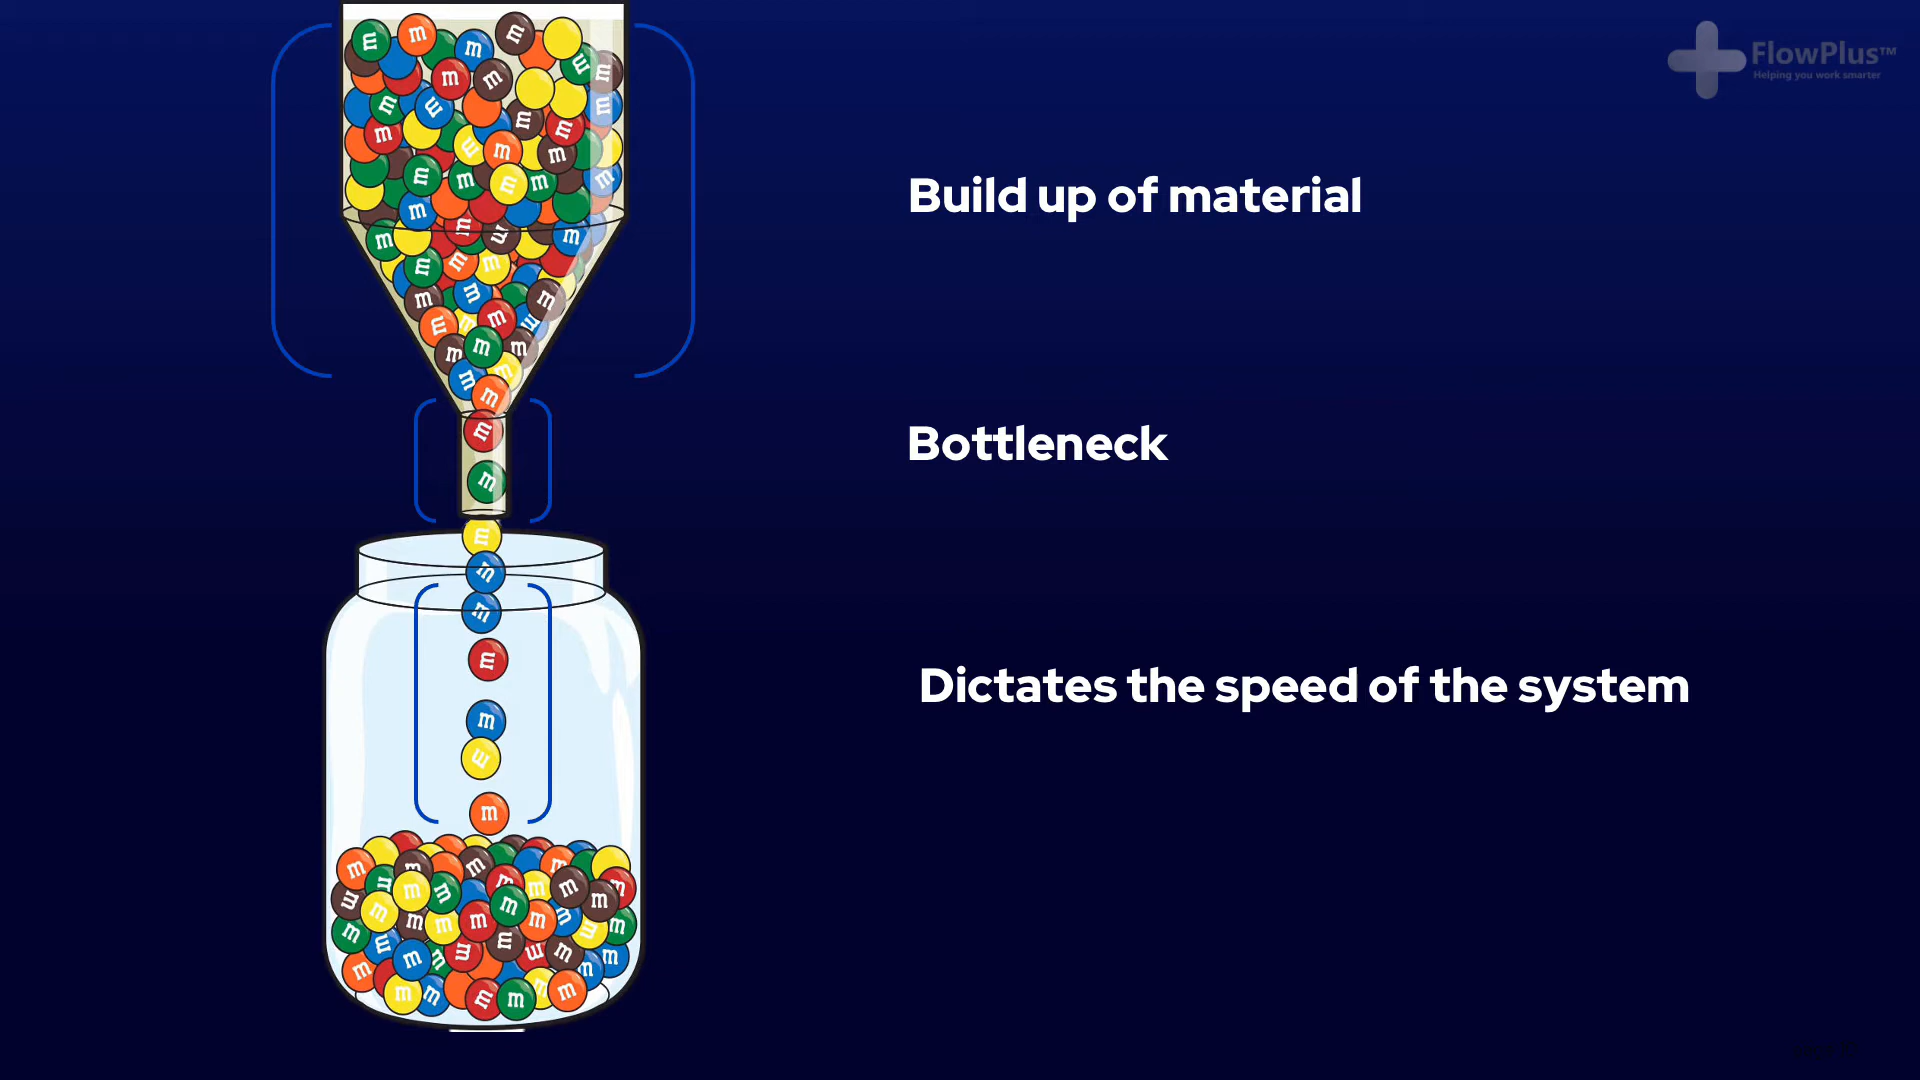 FlowPlus™
Helping you work smarter
Build up of material
Bottleneck
Dictates the speed of the system